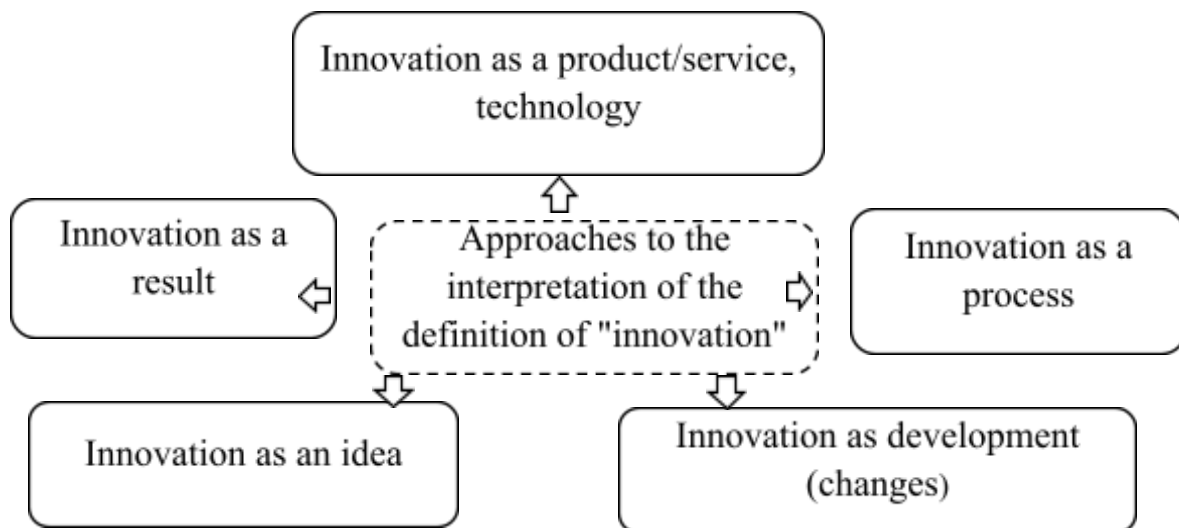 Innovation as a product/service,
technology
Innovation as a
result
Approaches to the
interpretation of the
definition of "innovation"
Innovation as a
process
Innovation as an idea
Innovation as development
(changes)